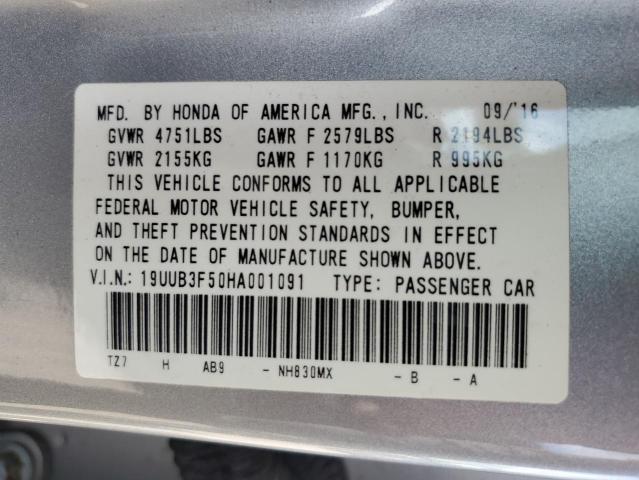 MFD. BY HONDA OF AMERICA MFG., INC. 09/'16
GVWR 4751LBS GAWR F 2579LBS R 2194LBS
GVWR 2155KG GAWR F 1170KG R 995KG
THIS VEHICLE CONFORMS TO ALL APPLICABLE
FEDERAL MOTOR VEHICLE SAFETY, BUMPER,
AND THEFT PREVENTION STANDARDS IN EFFECT
ON THE DATE OF MANUFACTURE SHOWN ABOVE.
V.I.N.: 19UUB3F50HA001091 TYPE: PASSENGER CAR
TZ7 H AB9 - NH830MX - B - A